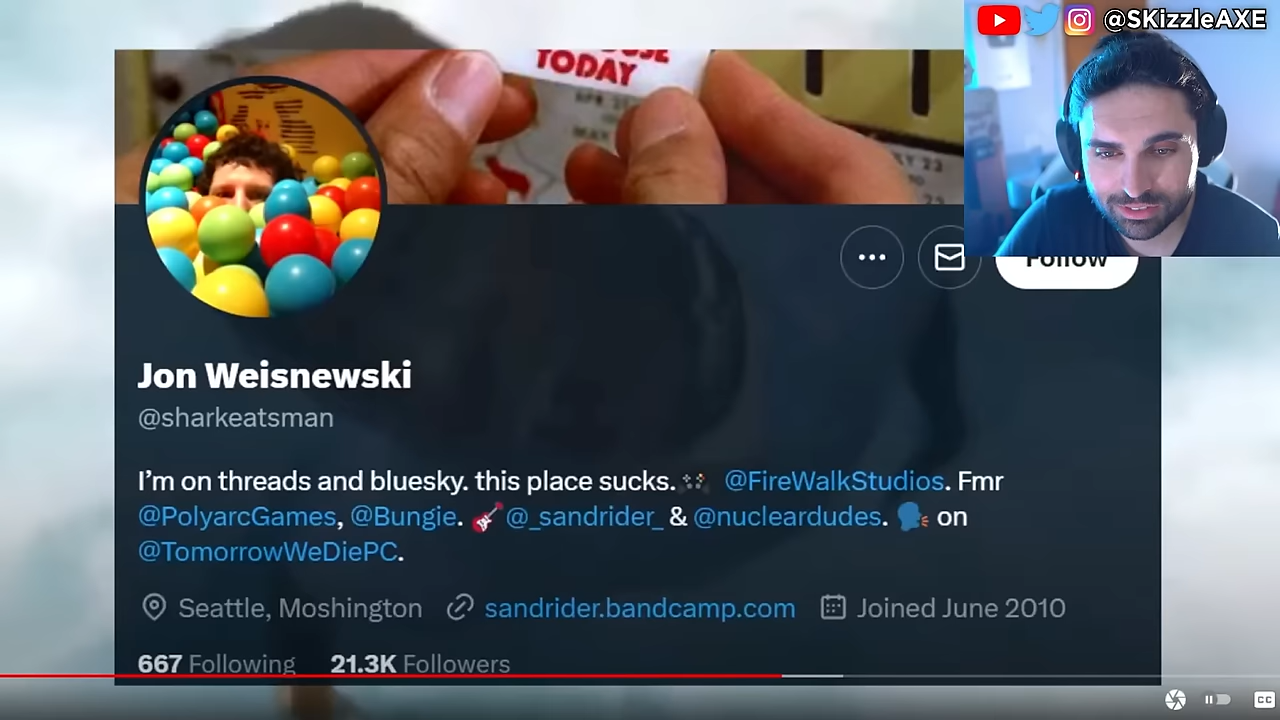 @SKizzleAXE
TODAY
Follow
Jon Weisnewski
@sharkeatsman
I’m on threads and bluesky. this place sucks. @FireWalkStudios. Fmr
@PolyarcGames, @Bungie. @_sandrider_ & @nucleardudes. on
@TomorrowWeDiePC.
Seattle, Moshington sandrider.bandcamp.com Joined June 2010
667 Following 21.3K Followers
CC